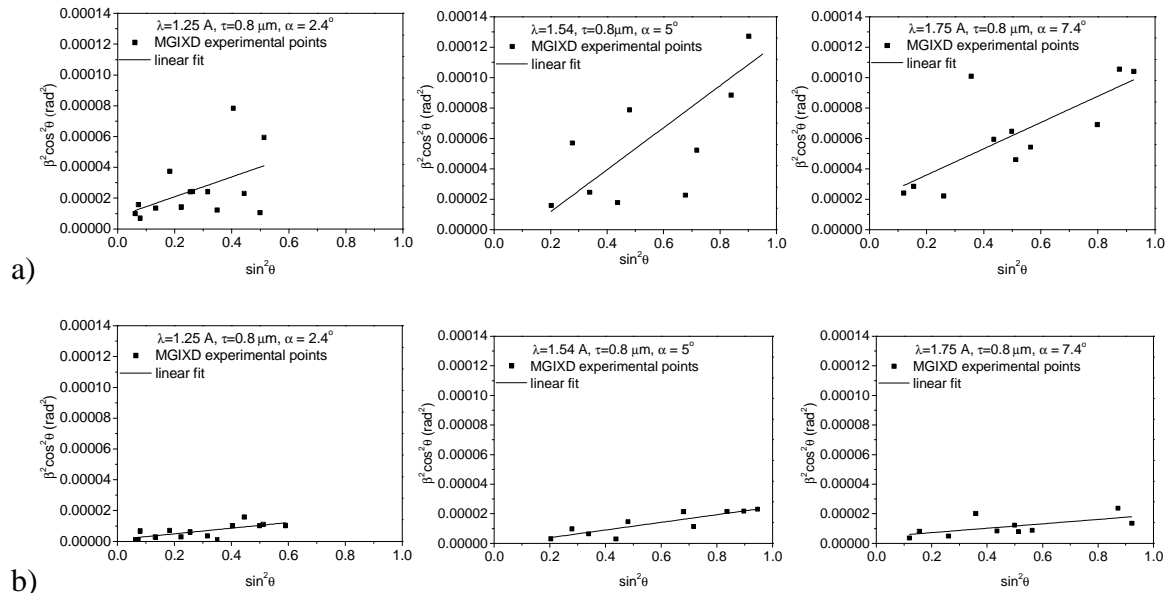 a)
λ=1.25 A, τ=0.8 μm, α = 2.4°
MGIXD experimental points
linear fit
β²cos²θ (rad²)
0.00014
0.00012
0.00010
0.00008
0.00006
0.00004
0.00002
0.00000
0.0 0.2 0.4 0.6 0.8 1.0
sin²θ
λ=1.54, τ=0.8μm, α = 5°
MGIXD experimental points
linear fit
β²cos²θ (rad²)
0.00014
0.00012
0.00010
0.00008
0.00006
0.00004
0.00002
0.00000
0.0 0.2 0.4 0.6 0.8 1.0
sin²θ
λ=1.75 A, τ=0.8 μm, α = 7.4°
MGIXD experimental points
linear fit
β²cos²θ (rad²)
0.00014
0.00012
0.00010
0.00008
0.00006
0.00004
0.00002
0.00000
0.0 0.2 0.4 0.6 0.8 1.0
sin²θ
b)
λ=1.25 A, τ=0.8 μm, α = 2.4°
MGIXD experimental points
linear fit
β²cos²θ (rad²)
0.00014
0.00012
0.00010
0.00008
0.00006
0.00004
0.00002
0.00000
0.0 0.2 0.4 0.6 0.8 1.0
sin²θ
λ=1.54 A, τ=0.8 μm, α = 5°
MGIXD experimental points
linear fit
β²cos²θ (rad²)
0.00014
0.00012
0.00010
0.00008
0.00006
0.00004
0.00002
0.00000
0.0 0.2 0.4 0.6 0.8 1.0
sin²θ
λ=1.75 A, τ=0.8 μm, α = 7.4°
MGIXD experimental points
linear fit
β²cos²θ (rad²)
0.00014
0.00012
0.00010
0.00008
0.00006
0.00004
0.00002
0.00000
0.0 0.2 0.4 0.6 0.8 1.0
sin²θ